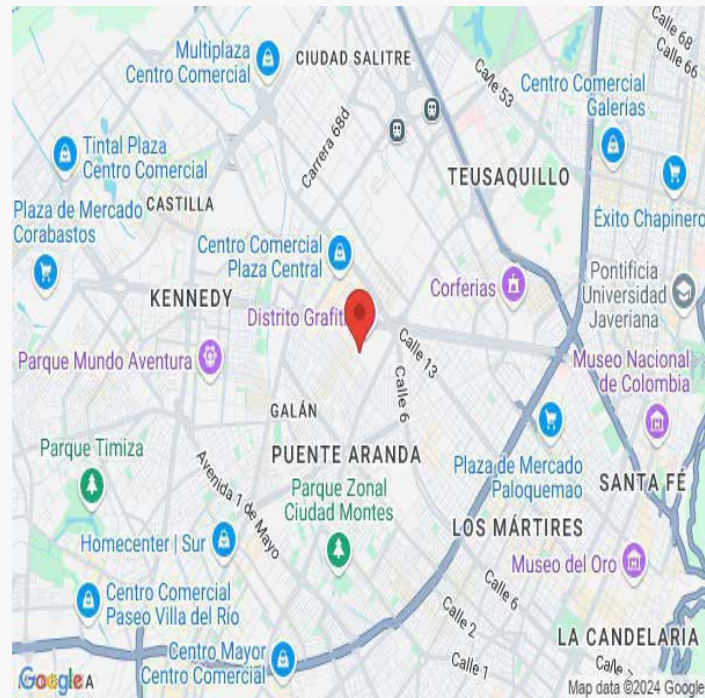 Calle 68
Calle 66
Multiplaza
Centro Comercial
CIUDAD SALITRE
Calle 53
Centro Comercial
Galerías
Carrera 68d
Tintal Plaza
Centro Comercial
TEUSAQUILLO
Plaza de Mercado
Corabastos
CASTILLA
Éxito Chapinero
Centro Comercial
Plaza Central
Corferias
Pontificia
Universidad
Javeriana
KENNEDY
Distrito Grafiti
Calle 13
Parque Mundo Aventura
Museo Nacional
de Colombia
Calle 6
GALÁN
Parque Timiza
PUENTE ARANDA
Plaza de Mercado
Paloquemao
SANTA FÉ
Avenida 1 de Mayo
Parque Zonal
Ciudad Montes
LOS MÁRTIRES
Homecenter | Sur
Museo del Oro
Calle 6
Centro Comercial
Paseo Villa del Río
Calle 2
LA CANDELARIA
Centro Mayor
Centro Comercial
Calle 1
Google
Map data ©2024 Google